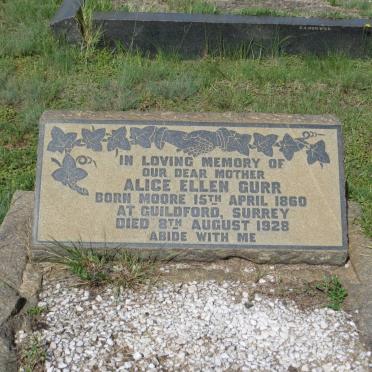 IN LOVING MEMORY OF
OUR DEAR MOTHER
ALICE ELLEN GURR
BORN MOORE 15TH APRIL 1860
AT GUILDFORD, SURREY
DIED 8TH AUGUST 1928
ABIDE WITH ME